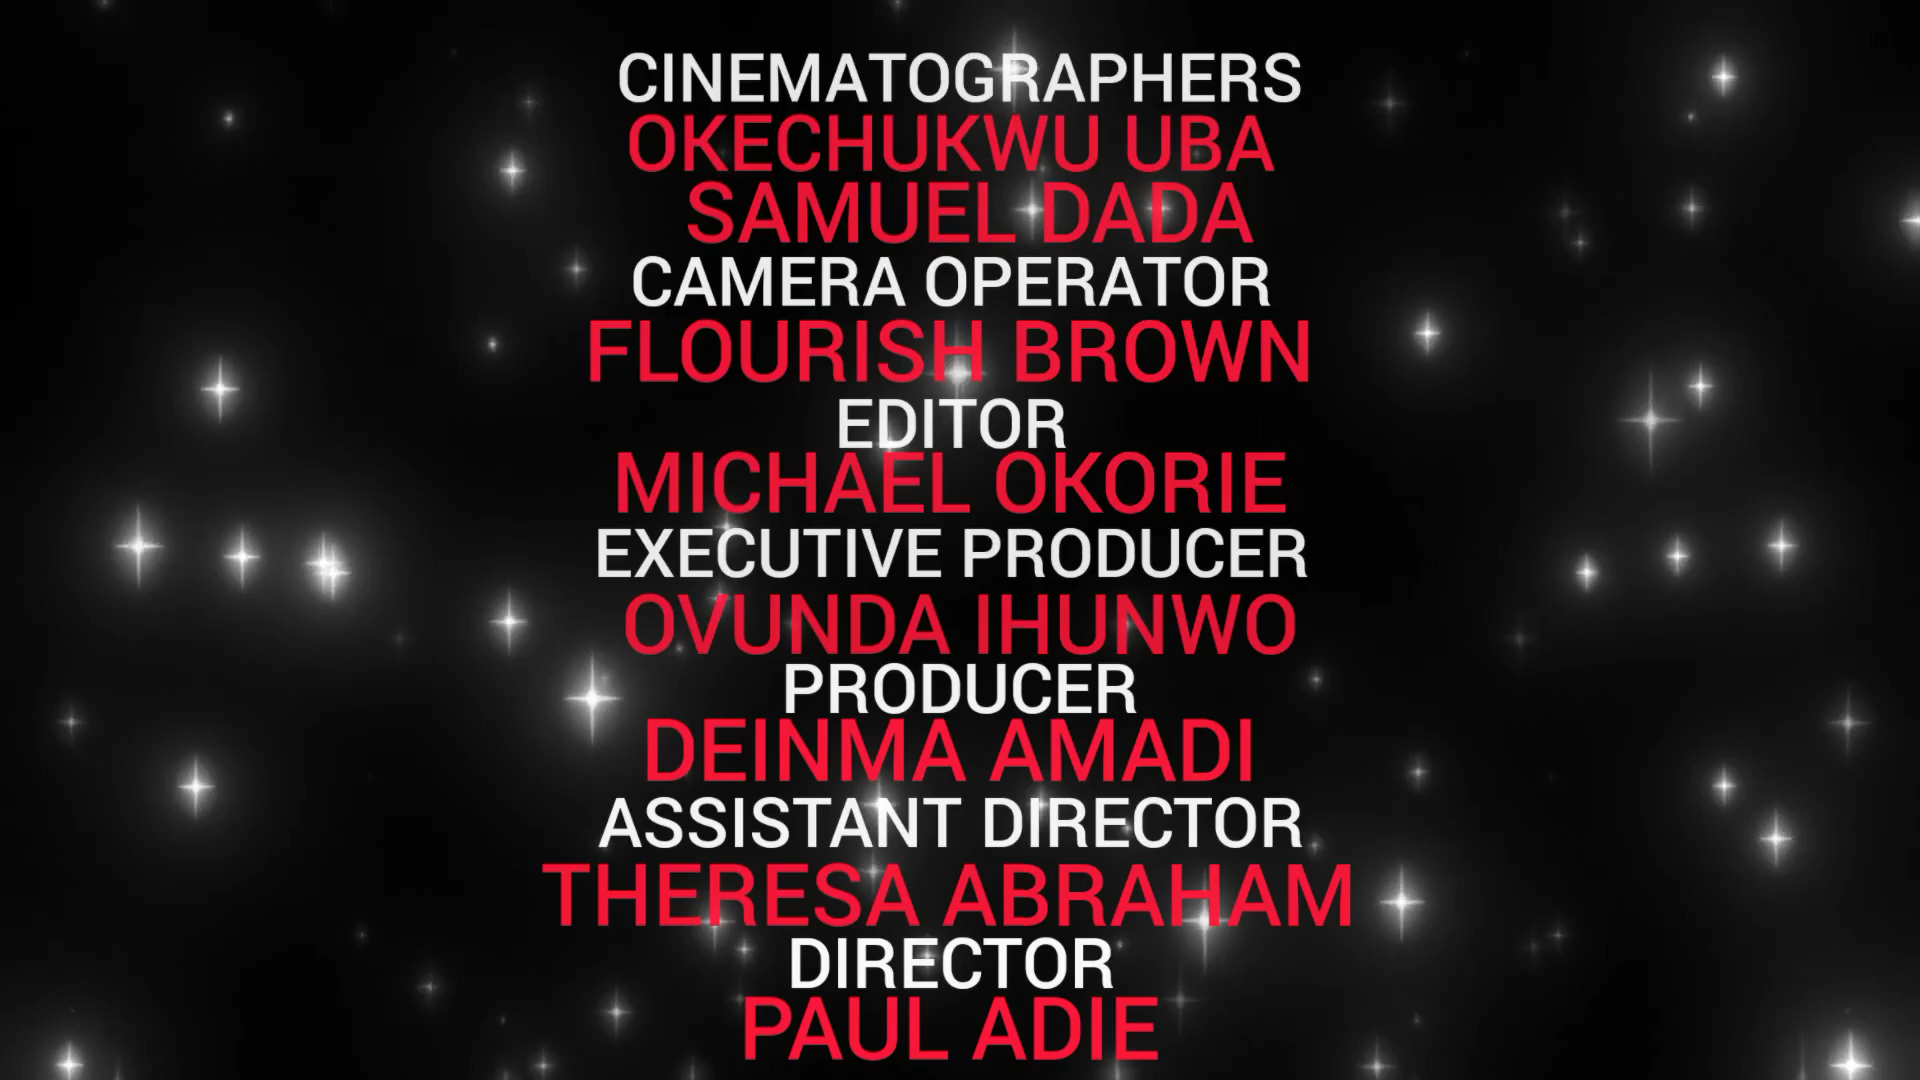 CINEMATOGRAPHERS
OKECHUKWU UBA
SAMUEL DADA
CAMERA OPERATOR
FLOURISH BROWN
EDITOR
MICHAEL OKORIE
EXECUTIVE PRODUCER
OVUNDA IHUNWO
PRODUCER
DEINMA AMADI
ASSISTANT DIRECTOR
THERESA ABRAHAM
DIRECTOR
PAUL ADIE